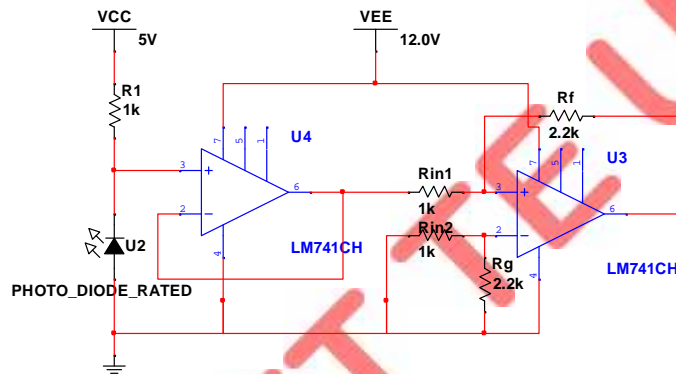 VCC
5V
VEE
12.0V
R1
1k
U4
7
5
1
3
2
6
4
LM741CH
U2
PHOTO_DIODE_RATED
Rin1
1k
Rin2
1k
Rf
2.2k
U3
7
5
1
3
2
6
4
LM741CH
Rg
2.2k